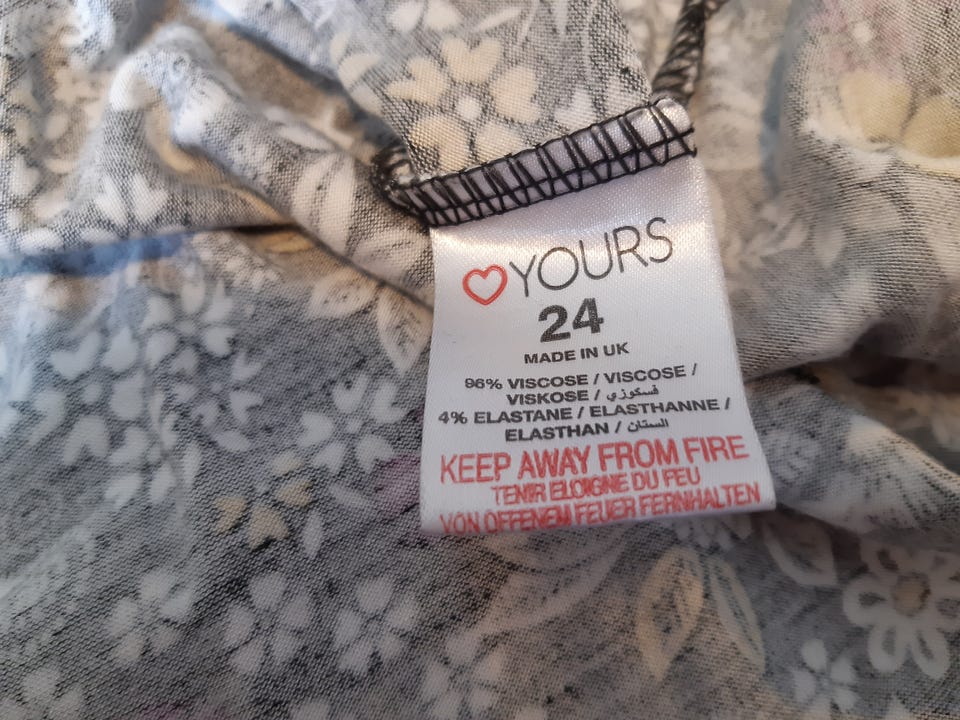 YOURS
24
MADE IN UK
96% VISCOSE / VISCOSE /
VISKOSE / فسكوزي
4% ELASTANE / ELASTHANNE /
ELASTHAN / الستان
KEEP AWAY FROM FIRE
TENIR ELOIGNE DU FEU
VON OFFENEM FEUER FERNHALTEN